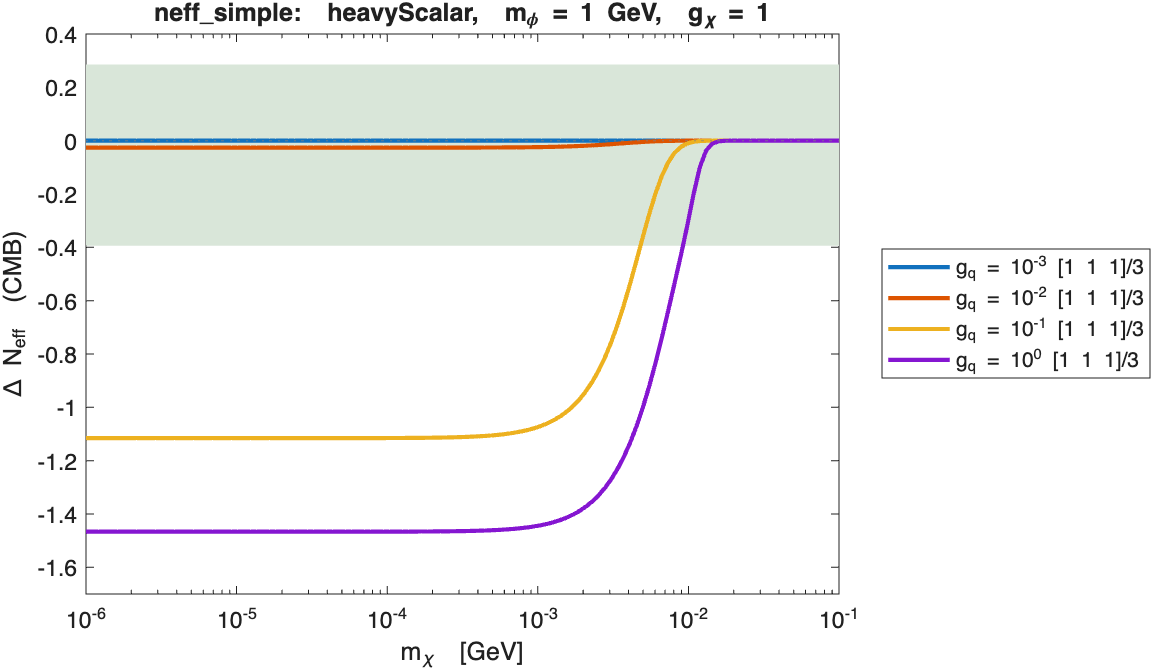 neff_simple: heavyScalar, mϕ = 1 GeV, gχ = 1
0.4
0.2
0
-0.2
-0.4
-0.6
-0.8
-1
-1.2
-1.4
-1.6
Δ Neff (CMB)
10-6
10-5
10-4
10-3
10-2
10-1
mχ [GeV]
gq = 10-3 [1 1 1]/3
gq = 10-2 [1 1 1]/3
gq = 10-1 [1 1 1]/3
gq = 100 [1 1 1]/3